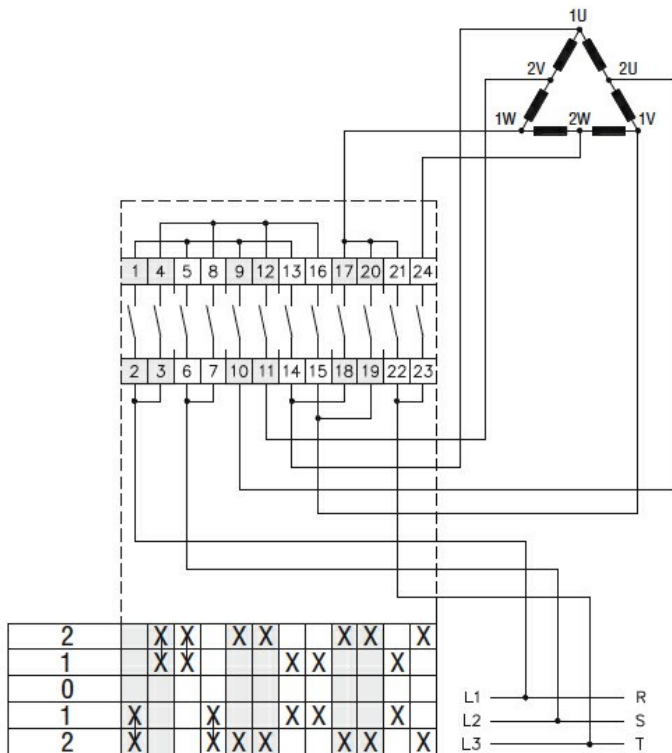 1U
2V 2U
1W 2W 1V
1 4 5 8 9 12 13 16 17 20 21 24
2 3 6 7 10 11 14 15 18 19 22 23
2 X X X X X X X
1 X X X X X
0
1 X X X X X
2 X X X X X X X
L1 R
L2 S
L3 T